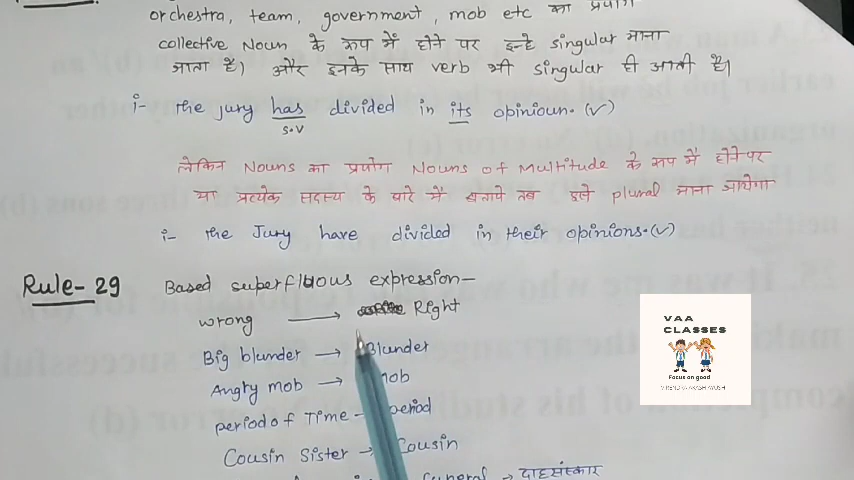 orchestra, team, government, mob etc का प्रयोग
collective Noun के रूप में होने पर इन्हे singular माना
जाता है। और इनके साथ verb भी singular ही आती है।
i- the jury has divided in its opinioun. (✓)
S.V
लेकिन Nouns का प्रयोग Nouns of Multitude के रूप में होने पर
या प्रत्येक सदस्य के बारे में बताये तब इसे plural माना जायेगा
i- the Jury have divided in their opinions. (✓)
Rule-29 Based superfluous expression-
wrong → Right
Big blunder → Blunder
Angry mob → mob
period of Time - period
Cousin Sister → Cousin
funeral → दाहसंस्कार
VAA
CLASSES
Focus on good